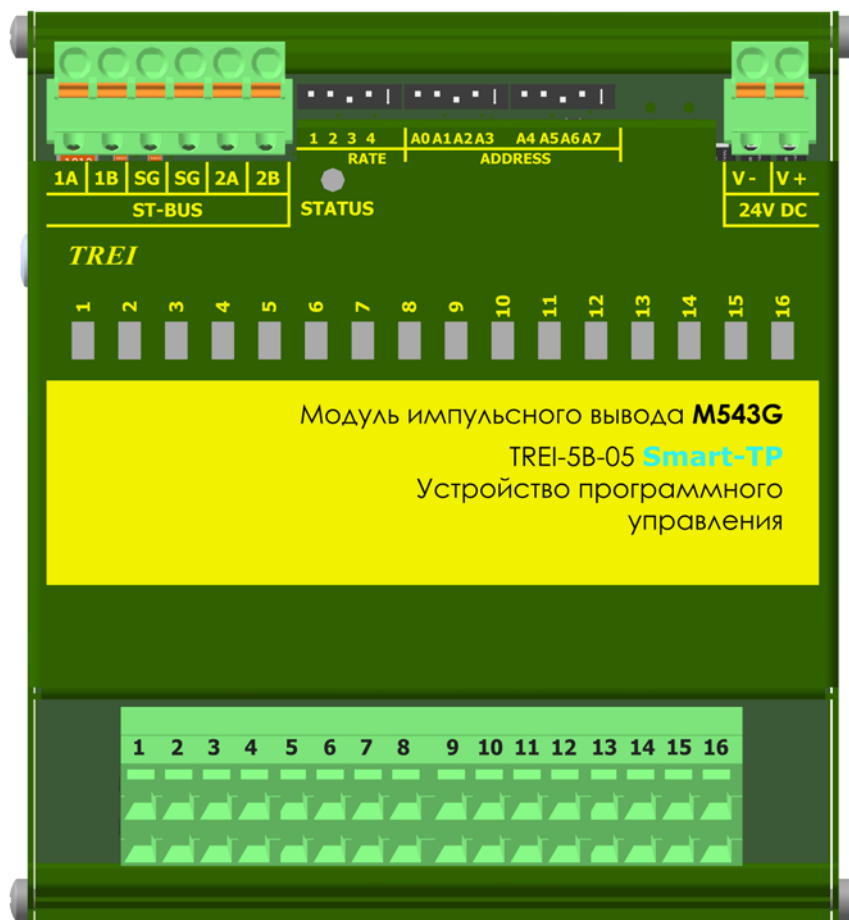 1 2 3 4 A0 A1 A2 A3 A4 A5 A6 A7
RATE ADDRESS
1A 1B SG SG 2A 2B V - V +
ST-BUS STATUS 24V DC
TREI
1 2 3 4 5 6 7 8 9 10 11 12 13 14 15 16
Модуль импульсного вывода M543G
TREI-5B-05 Smart-TP
Устройство программного
управления
1 2 3 4 5 6 7 8 9 10 11 12 13 14 15 16